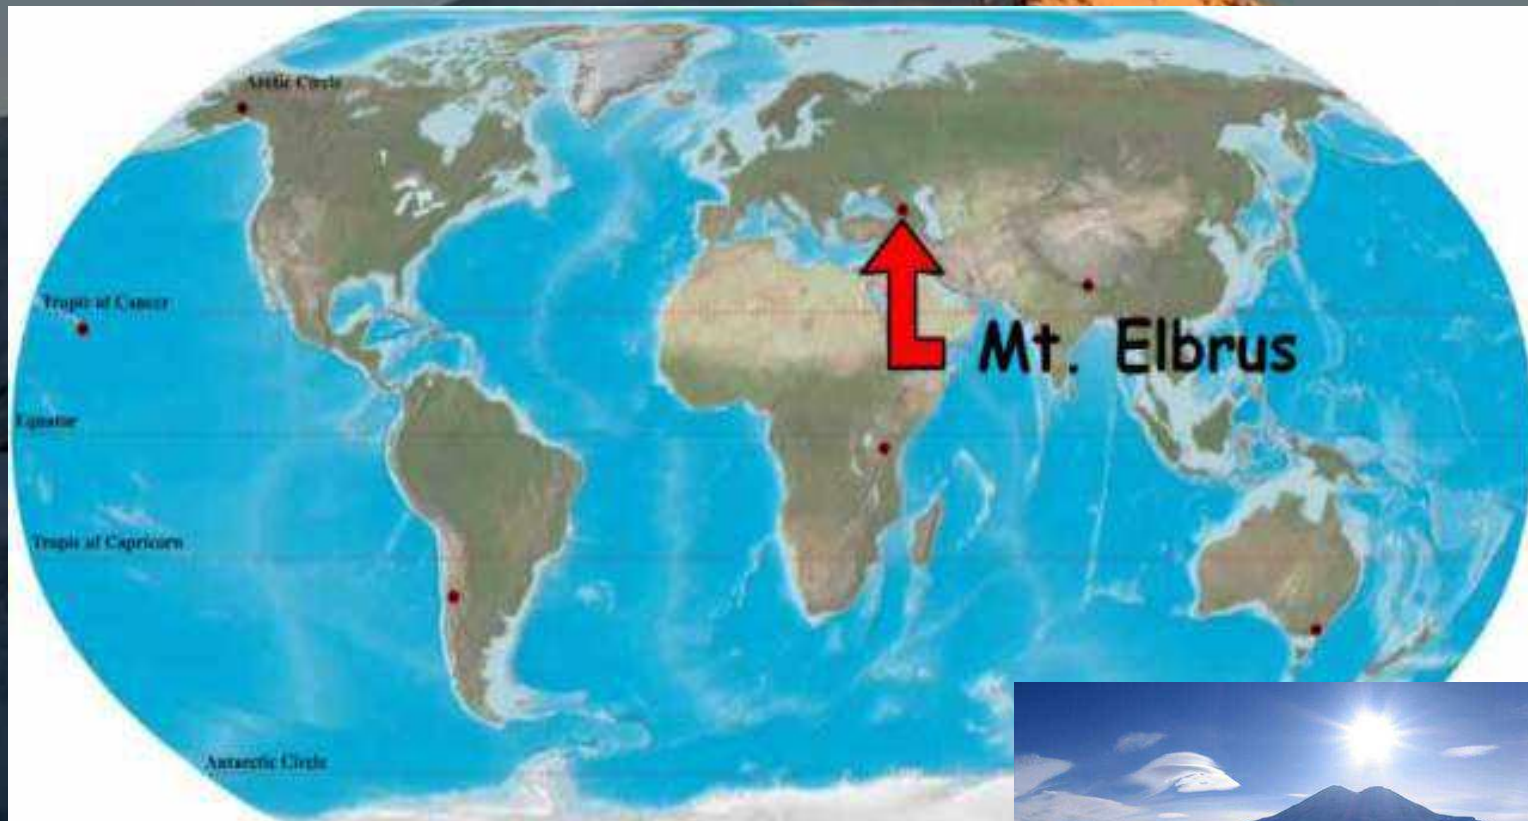 Arctic Circle
Tropic of Cancer
Mt. Elbrus
Equator
Tropic of Capricorn
Antarctic Circle